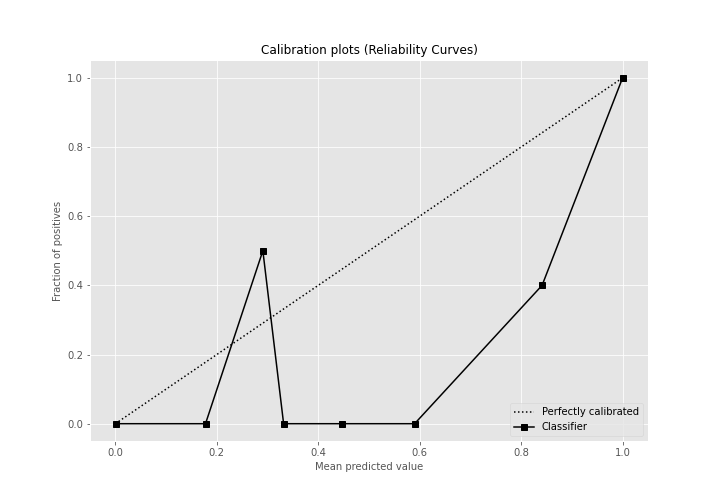 Calibration plots (Reliability Curves)
1.0
0.8
0.6
0.4
0.2
0.0
Fraction of positives
0.0 0.2 0.4 0.6 0.8 1.0
Mean predicted value
Perfectly calibrated
Classifier